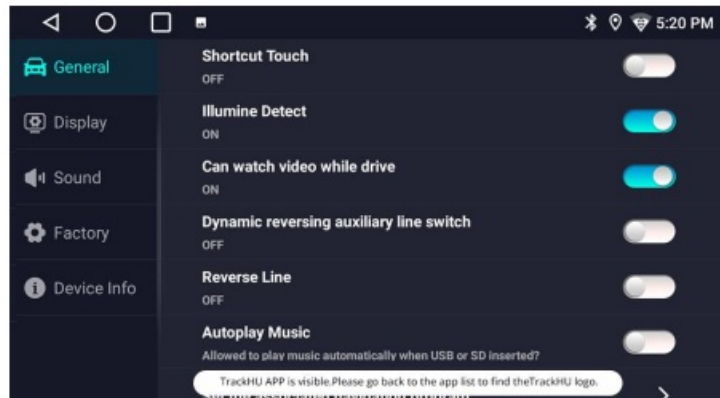 5:20 PM
General
Shortcut Touch
OFF
Display
Illumine Detect
ON
Sound
Can watch video while drive
ON
Factory
Dynamic reversing auxiliary line switch
OFF
Device Info
Reverse Line
OFF
Autoplay Music
Allowed to play music automatically when USB or SD inserted?
TrackHU APP is visible.Please go back to the app list to find theTrackHU logo.